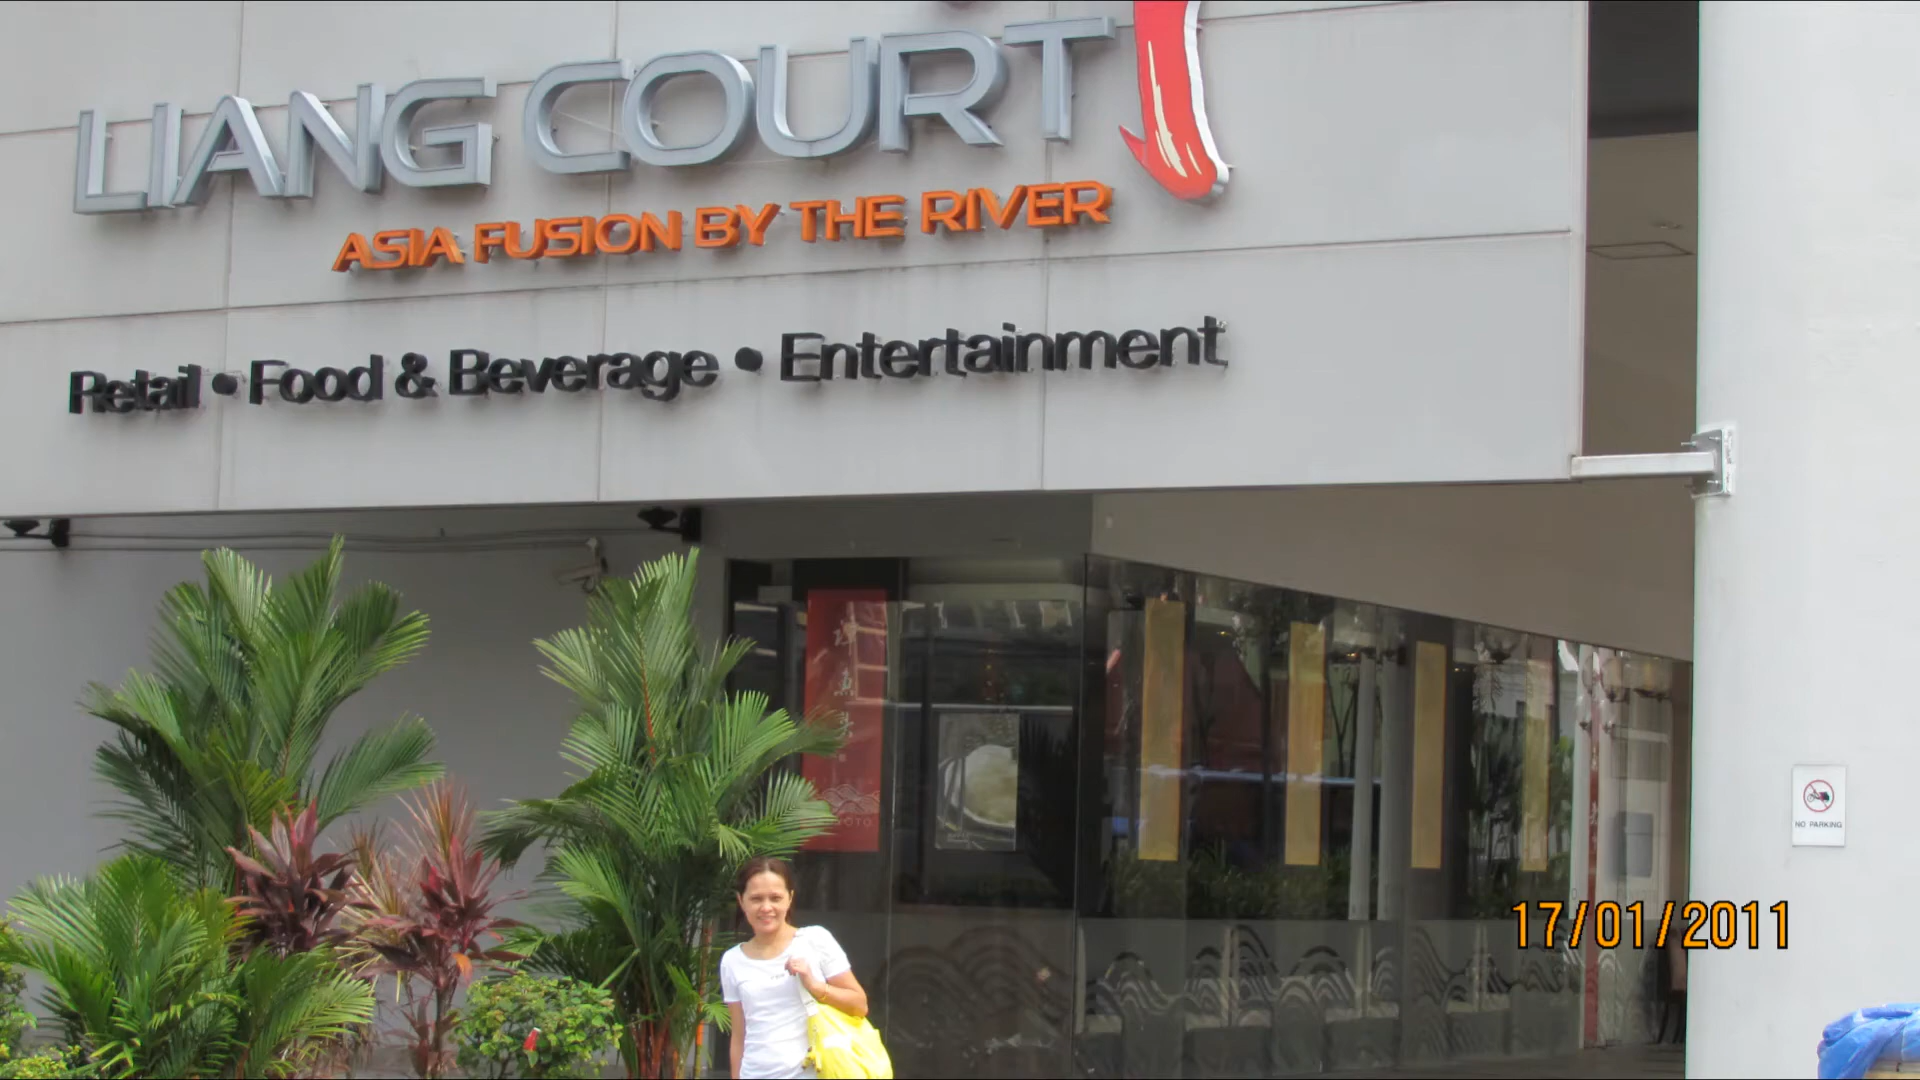 LIANG COURT
ASIA FUSION BY THE RIVER
Retail • Food & Beverage • Entertainment
NO PARKING
17/01/2011